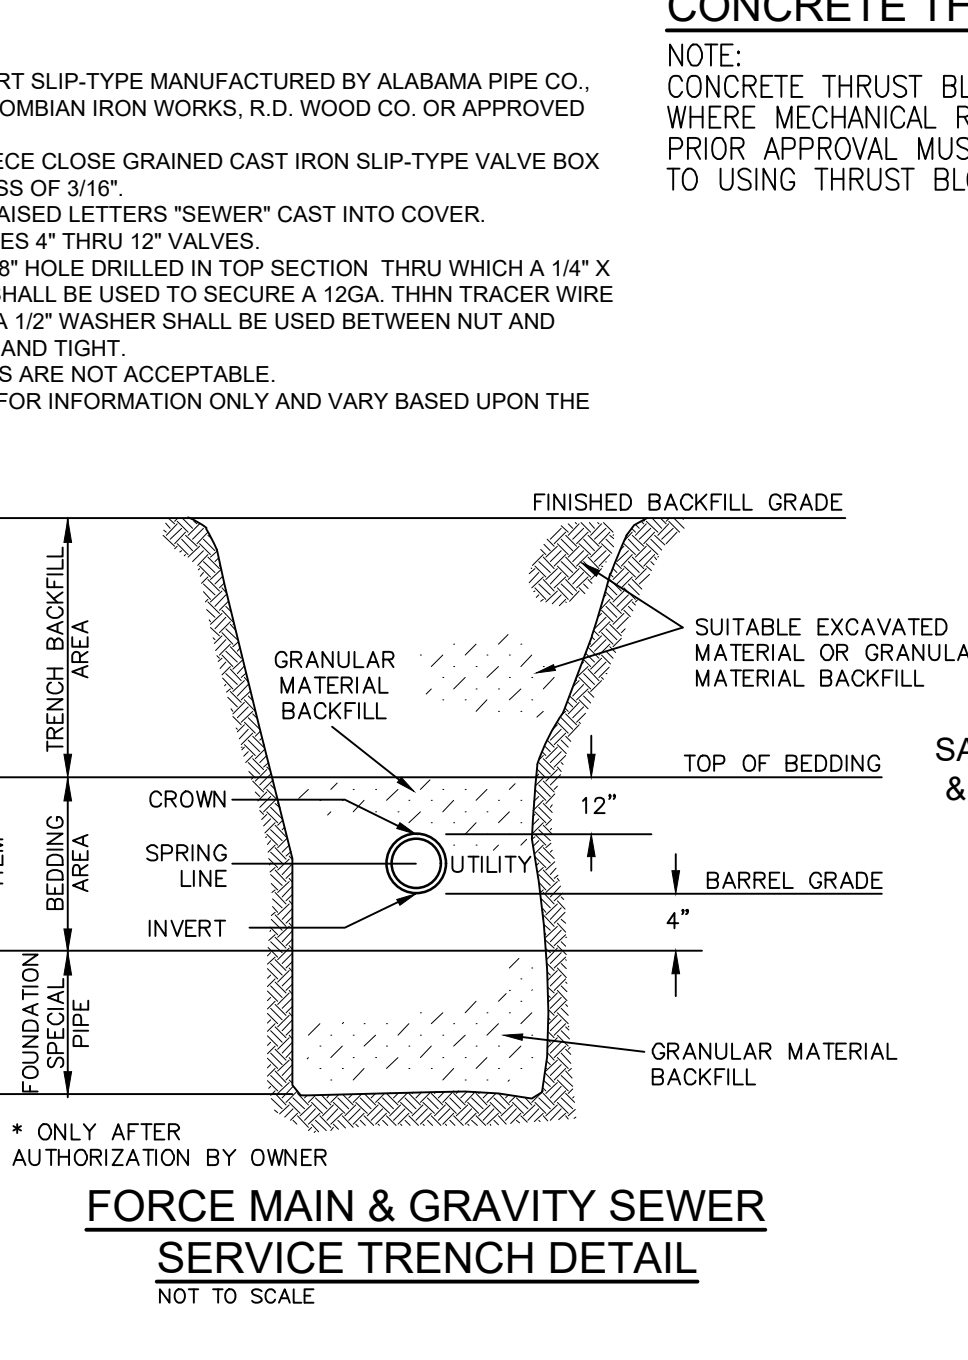 CONCRETE TH
NOTE:
CONCRETE THRUST BL
WHERE MECHANICAL R
PRIOR APPROVAL MUS
TO USING THRUST BLO
RT SLIP-TYPE MANUFACTURED BY ALABAMA PIPE CO.,
OMBIAN IRON WORKS, R.D. WOOD CO. OR APPROVED
ECE CLOSE GRAINED CAST IRON SLIP-TYPE VALVE BOX
SS OF 3/16".
AISED LETTERS "SEWER" CAST INTO COVER.
ES 4" THRU 12" VALVES.
8" HOLE DRILLED IN TOP SECTION THRU WHICH A 1/4" X
SHALL BE USED TO SECURE A 12GA. THHN TRACER WIRE
A 1/2" WASHER SHALL BE USED BETWEEN NUT AND
AND TIGHT.
S ARE NOT ACCEPTABLE.
FOR INFORMATION ONLY AND VARY BASED UPON THE
FINISHED BACKFILL GRADE
TRENCH BACKFILL
AREA
GRANULAR
MATERIAL
BACKFILL
SUITABLE EXCAVATED
MATERIAL OR GRANULA
MATERIAL BACKFILL
SA
&
TOP OF BEDDING
12"
CROWN
SPRING
LINE
UTILITY
INVERT
BARREL GRADE
4"
BEDDING
AREA
FOUNDATION
SPECIAL
PIPE
GRANULAR MATERIAL
BACKFILL
* ONLY AFTER
AUTHORIZATION BY OWNER
FORCE MAIN & GRAVITY SEWER
SERVICE TRENCH DETAIL
NOT TO SCALE